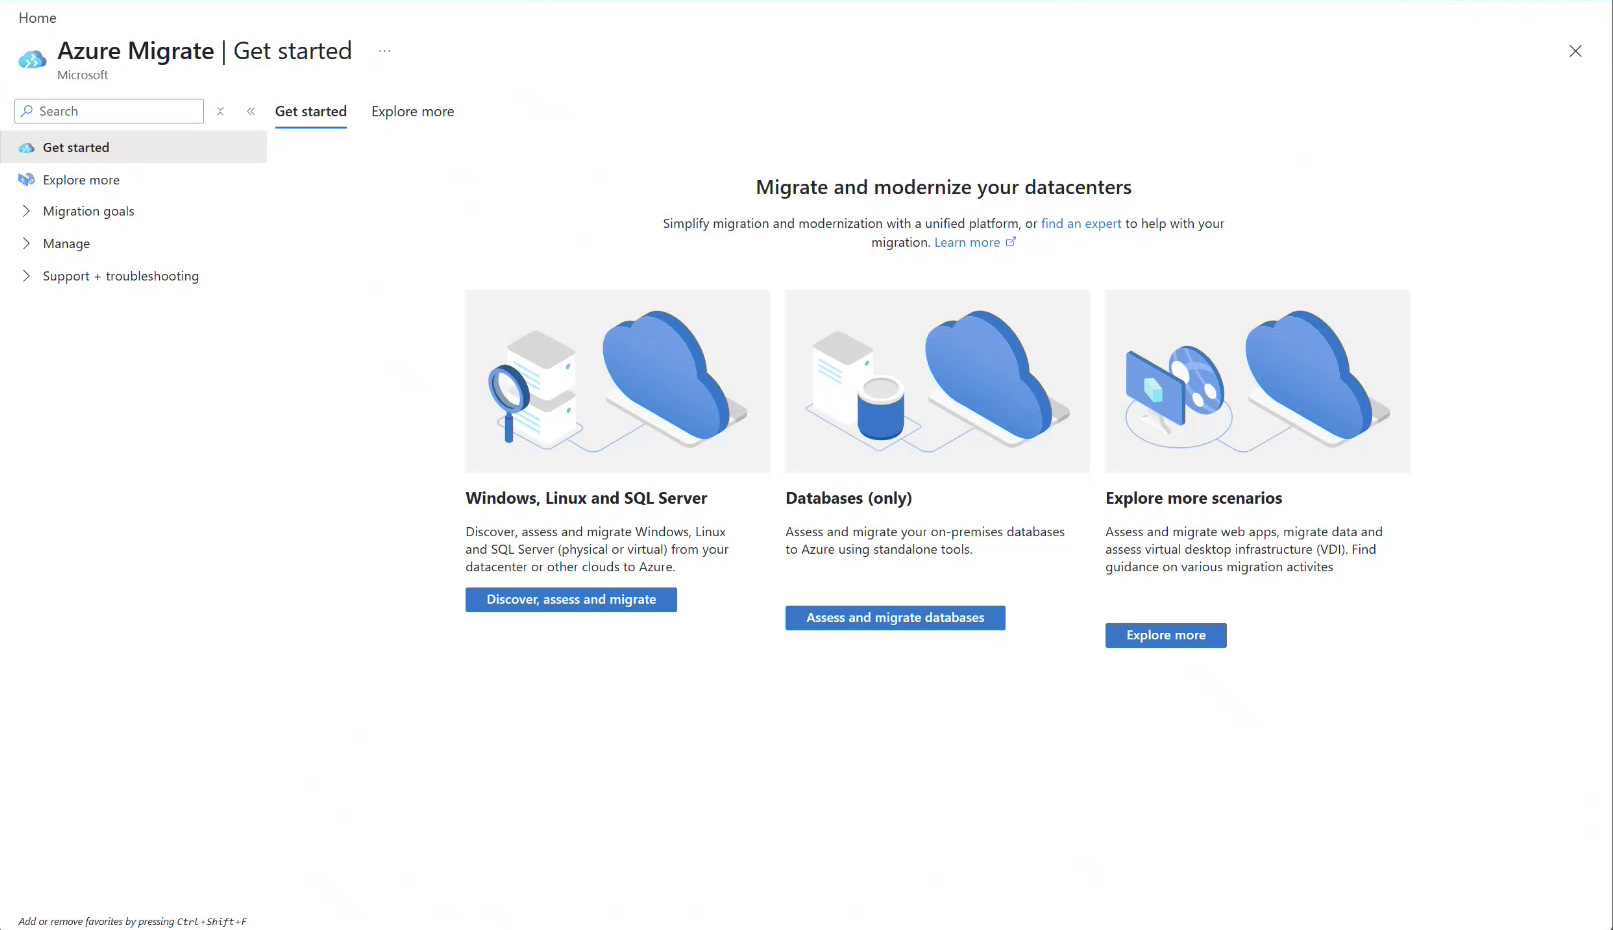 Home
Azure Migrate | Get started ...
Microsoft
Search
Get started
Explore more
Get started
Explore more
Migration goals
Manage
Support + troubleshooting
Migrate and modernize your datacenters
Simplify migration and modernization with a unified platform, or find an expert to help with your
migration. Learn more
Windows, Linux and SQL Server
Discover, assess and migrate Windows, Linux
and SQL Server (physical or virtual) from your
datacenter or other clouds to Azure.
Discover, assess and migrate
Databases (only)
Assess and migrate your on-premises databases
to Azure using standalone tools.
Assess and migrate databases
Explore more scenarios
Assess and migrate web apps, migrate data and
assess virtual desktop infrastructure (VDI). Find
guidance on various migration activites
Explore more
Add or remove favorites by pressing Ctrl+Shift+F